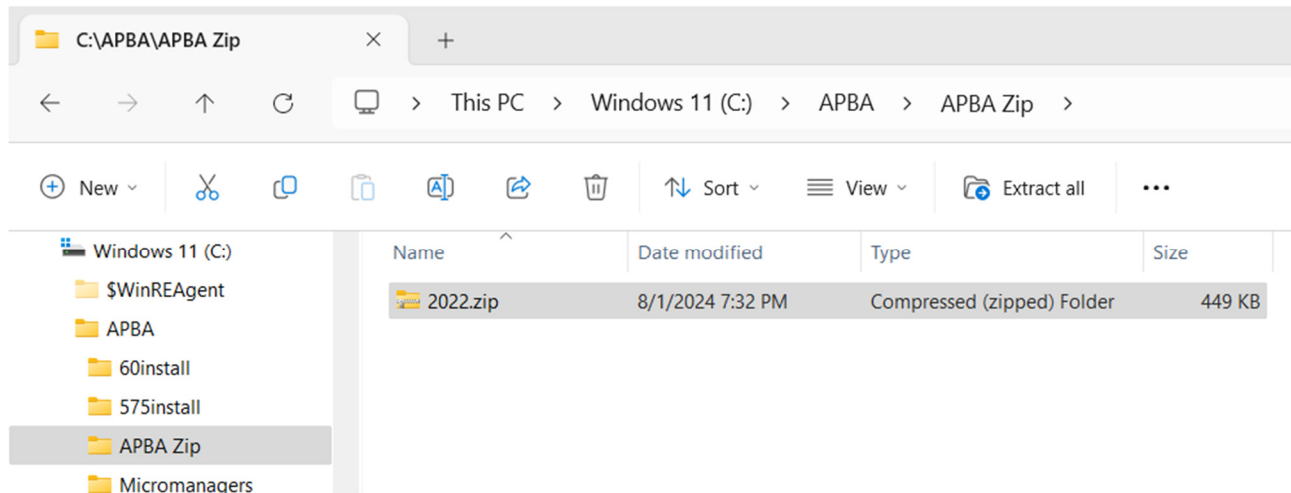 C:\APBA\APBA Zip
This PC > Windows 11 (C:) > APBA > APBA Zip >
New Sort View Extract all ...
Windows 11 (C:)
$WinREAgent
APBA
60install
575install
APBA Zip
Micromanagers
Name Date modified Type Size
2022.zip 8/1/2024 7:32 PM Compressed (zipped) Folder 449 KB